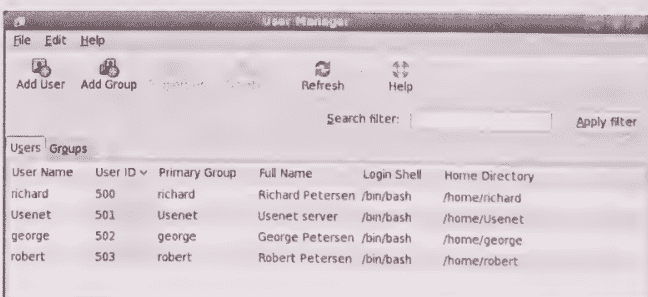 User Manager
File Edit Help
Add User Add Group Refresh Help
Search filter: Apply filter
Users Groups
User Name User ID Primary Group Full Name Login Shell Home Directory
richard 500 richard Richard Petersen /bin/bash /home/richard
Usenet 501 Usenet Usenet server /bin/bash /home/Usenet
george 502 george George Petersen /bin/bash /home/george
robert 503 robert Robert Petersen /bin/bash /home/robert